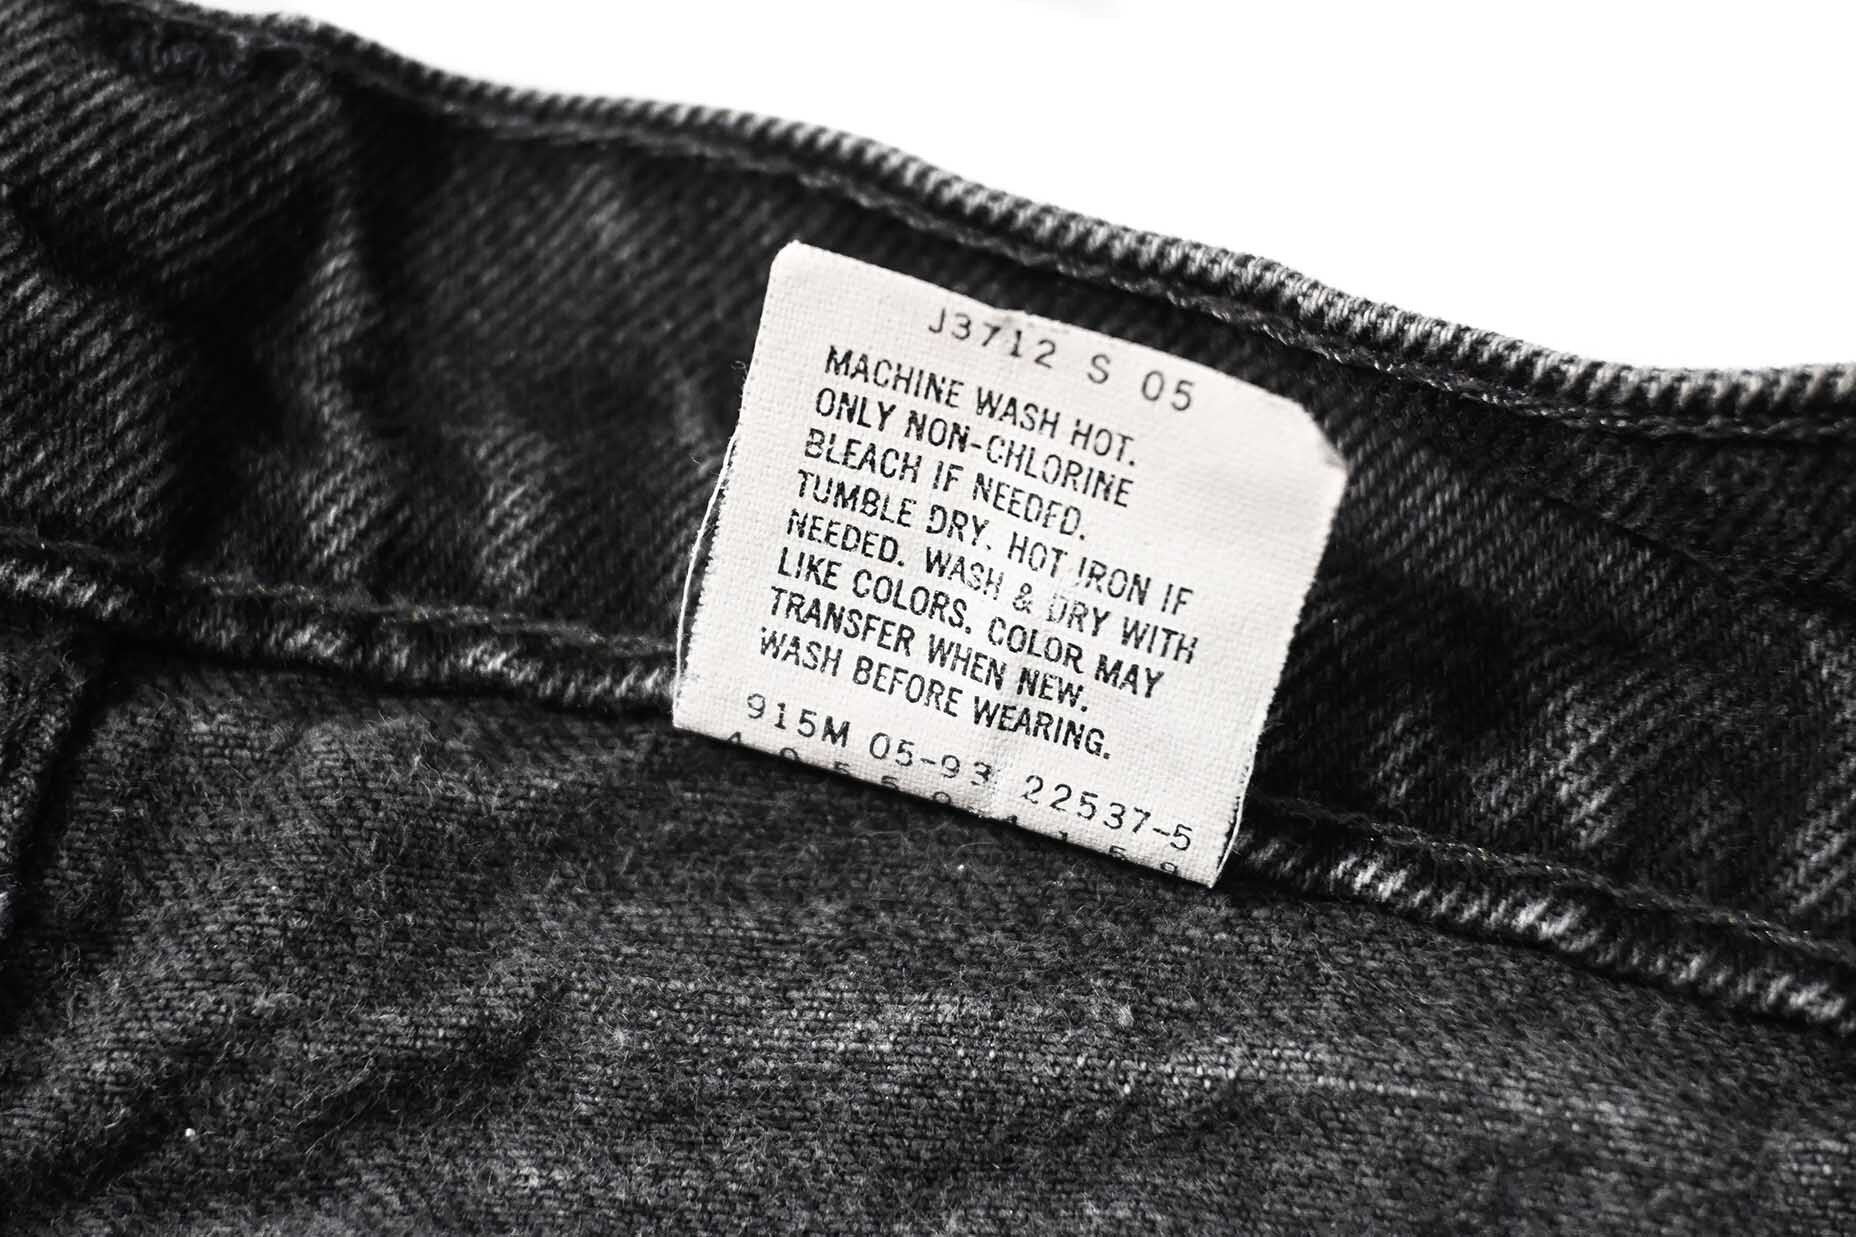 J3712 S 05
MACHINE WASH HOT.
ONLY NON-CHLORINE
BLEACH IF NEEDED.
TUMBLE DRY. HOT IRON IF
NEEDED. WASH & DRY WITH
LIKE COLORS. COLOR MAY
TRANSFER WHEN NEW.
WASH BEFORE WEARING.
915M 05-93 22537-5